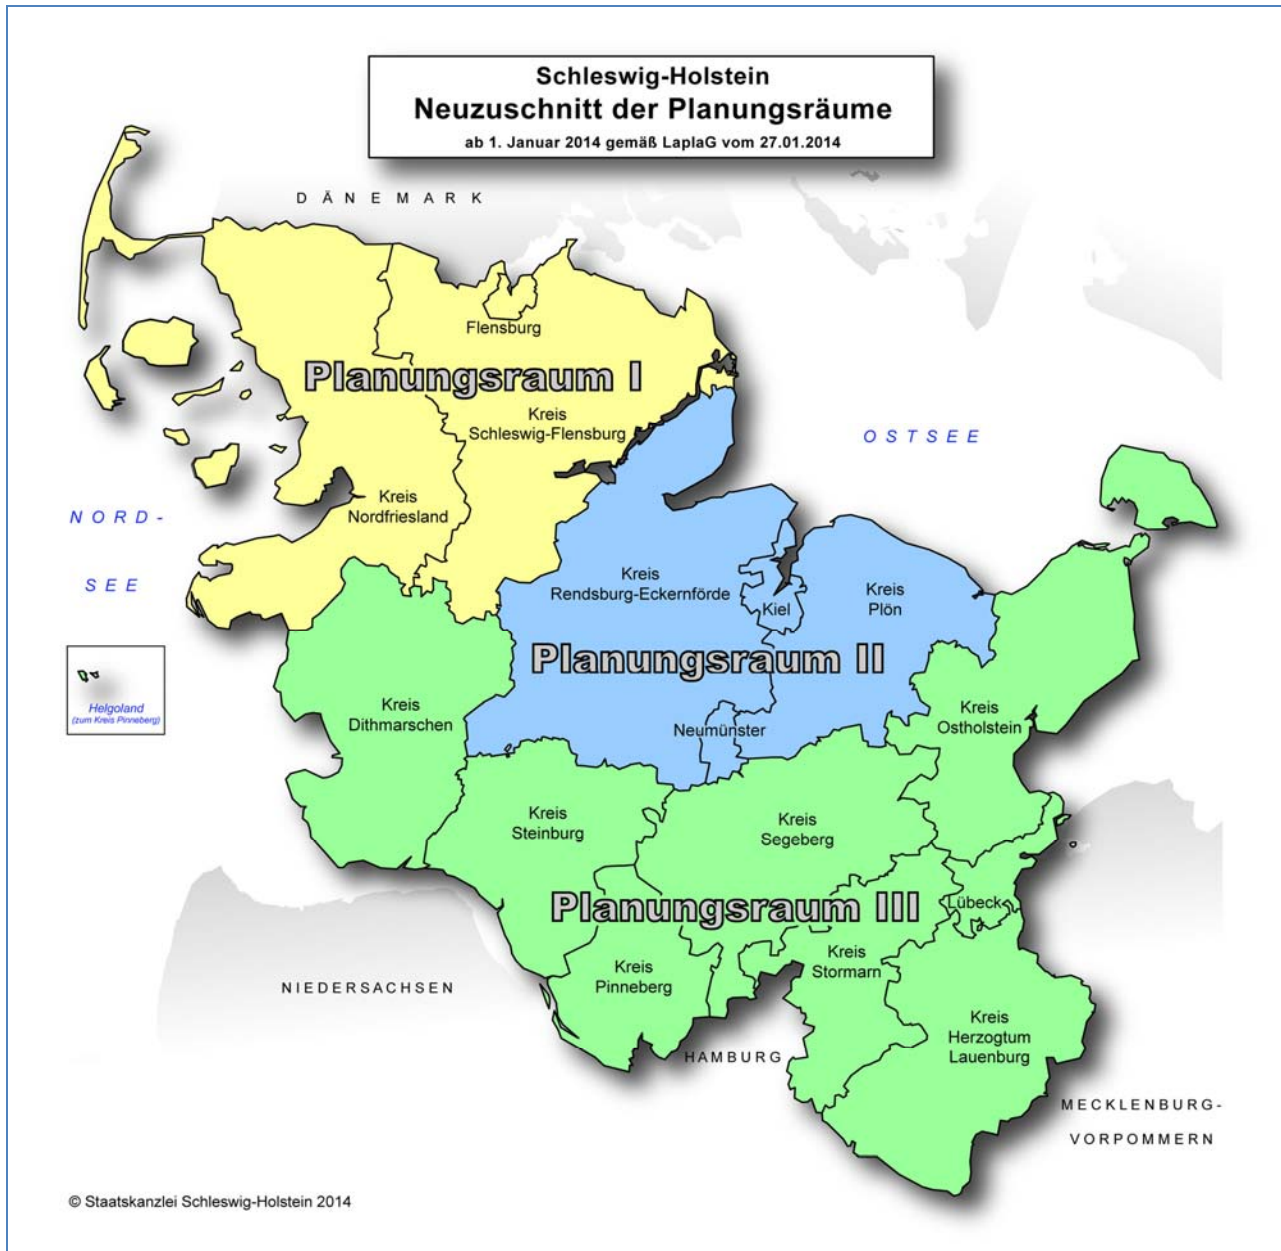 Schleswig-Holstein
Neuzuschnitt der Planungsräume
ab 1. Januar 2014 gemäß LaplaG vom 27.01.2014
DÄNEMARK
Flensburg
Planungsraum I
Kreis
Schleswig-Flensburg
OSTSEE
Kreis
Nordfriesland
NORD-
SEE
Kreis
Rendsburg-Eckernförde
Kiel
Kreis
Plön
Planungsraum II
Helgoland
(zum Kreis Pinneberg)
Kreis
Dithmarschen
Neumünster
Kreis
Ostholstein
Kreis
Steinburg
Kreis
Segeberg
Planungsraum III
Lübeck
Kreis
Stormarn
Kreis
Pinneberg
NIEDERSACHSEN
Kreis
Herzogtum
Lauenburg
HAMBURG
MECKLENBURG-
VORPOMMERN
© Staatskanzlei Schleswig-Holstein 2014